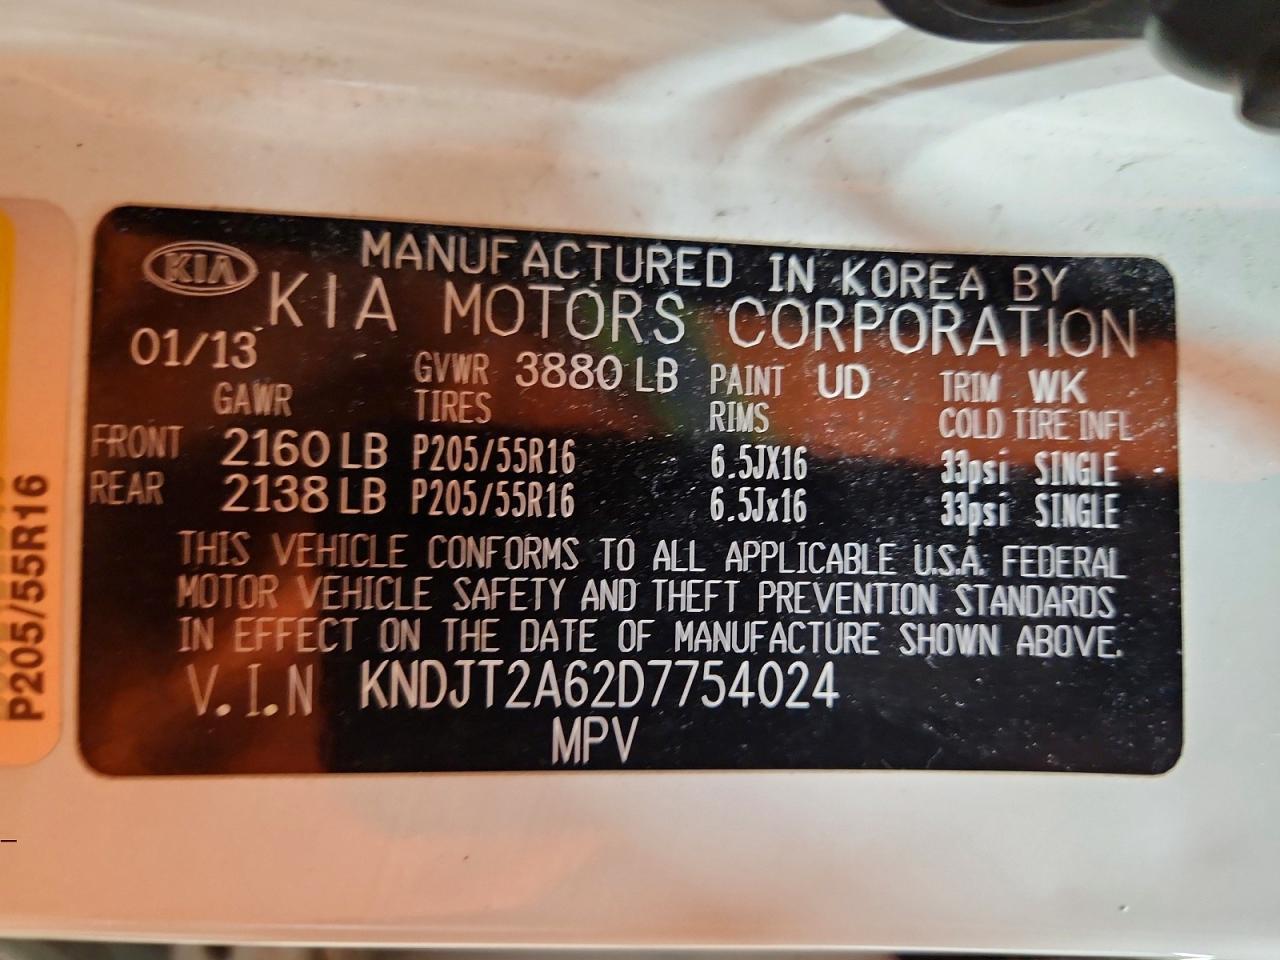 KIA
MANUFACTURED IN KOREA BY
KIA MOTORS CORPORATION
01/13 GVWR 3880 LB PAINT UD TRIM WK
GAWR TIRES RIMS COLD TIRE INFL
FRONT 2160 LB P205/55R16 6.5JX16 33psi SINGLE
REAR 2138 LB P205/55R16 6.5Jx16 33psi SINGLE
THIS VEHICLE CONFORMS TO ALL APPLICABLE U.S.A. FEDERAL
MOTOR VEHICLE SAFETY AND THEFT PREVENTION STANDARDS
IN EFFECT ON THE DATE OF MANUFACTURE SHOWN ABOVE.
V.I.N KNDJT2A62D7754024
MPV
P205/55R16